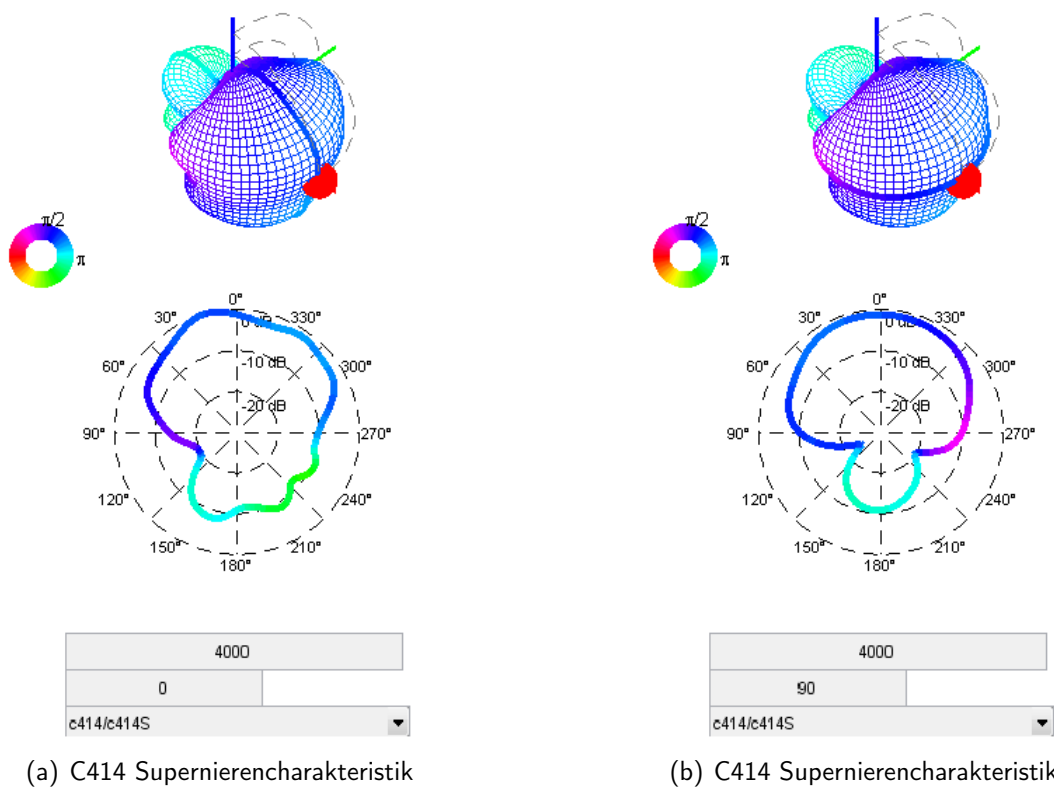 π/2
π
0°
30°
330°
0 dB
60°
300°
-10 dB
-20 dB
90°
270°
120°
240°
150°
210°
180°
4000
0
c414/c414S
(a) C414 Supernierencharakteristik
π/2
π
0°
30°
330°
0 dB
60°
300°
-10 dB
-20 dB
90°
270°
120°
240°
150°
210°
180°
4000
90
c414/c414S
(b) C414 Supernierencharakteristik